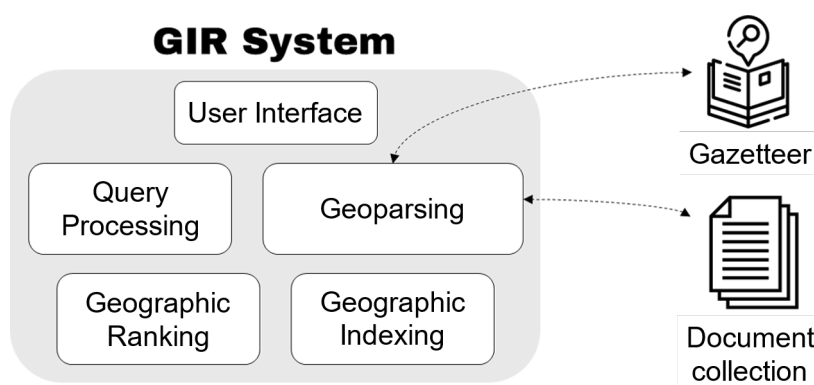 GIR System
User Interface
Query
Processing
Geoparsing
Geographic
Ranking
Geographic
Indexing
Gazetteer
Document
collection